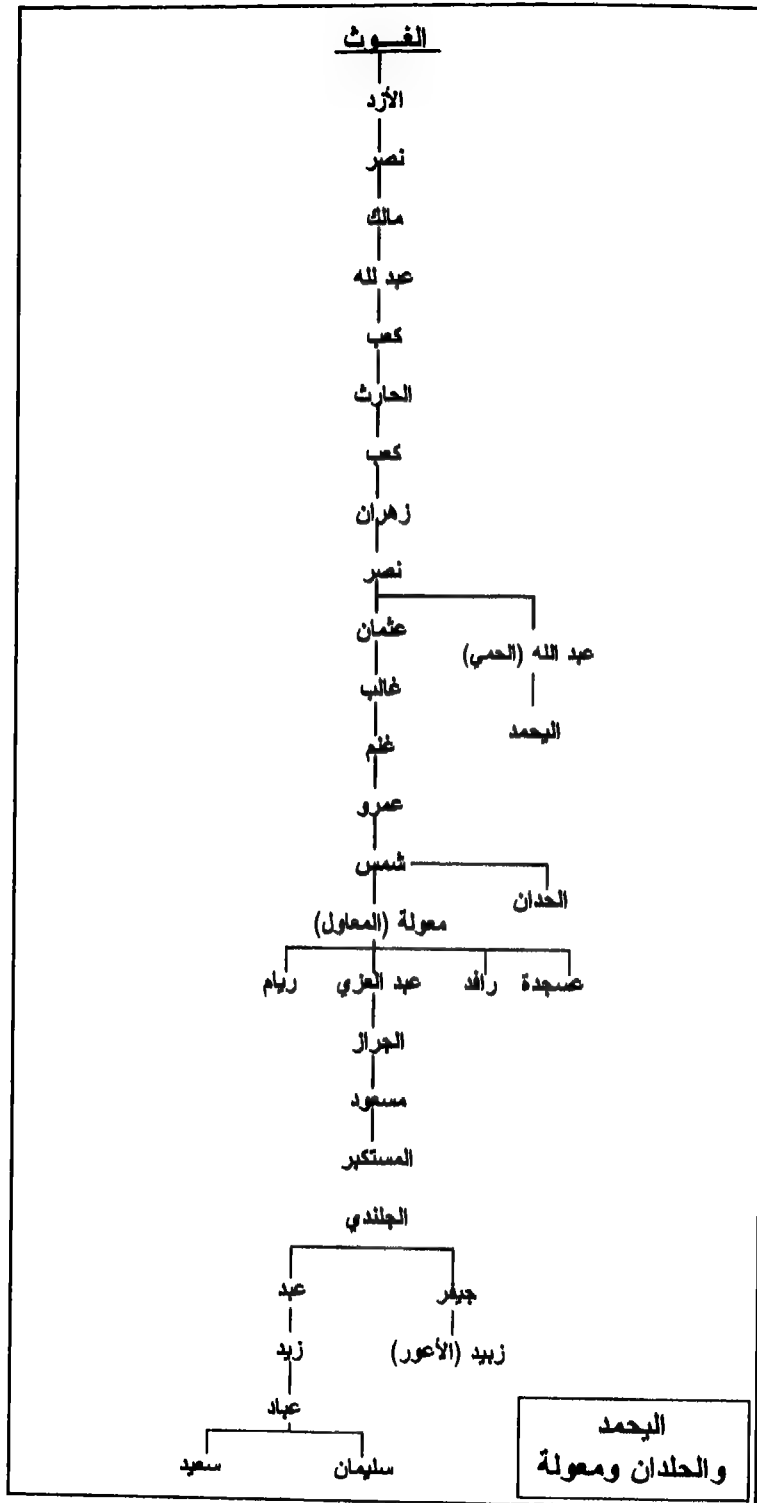 الغـوث
الأزد
نصر
مالك
عبد لله
كعب
الحارث
كعب
زهران
نصر
عثمان
عبد الله (الحمي)
غالب
اليحمد
غلم
عمرو
شمس
الحدان
معولة (المعاول)
عسجدة رافد عبد العزي ريام
الجراز
مسعود
المستكبر
الجلندي
جيفر عبد
زبيد (الأعور) زيد
عباد
سليمان سعيد
اليحمد
والحلدان ومعولة